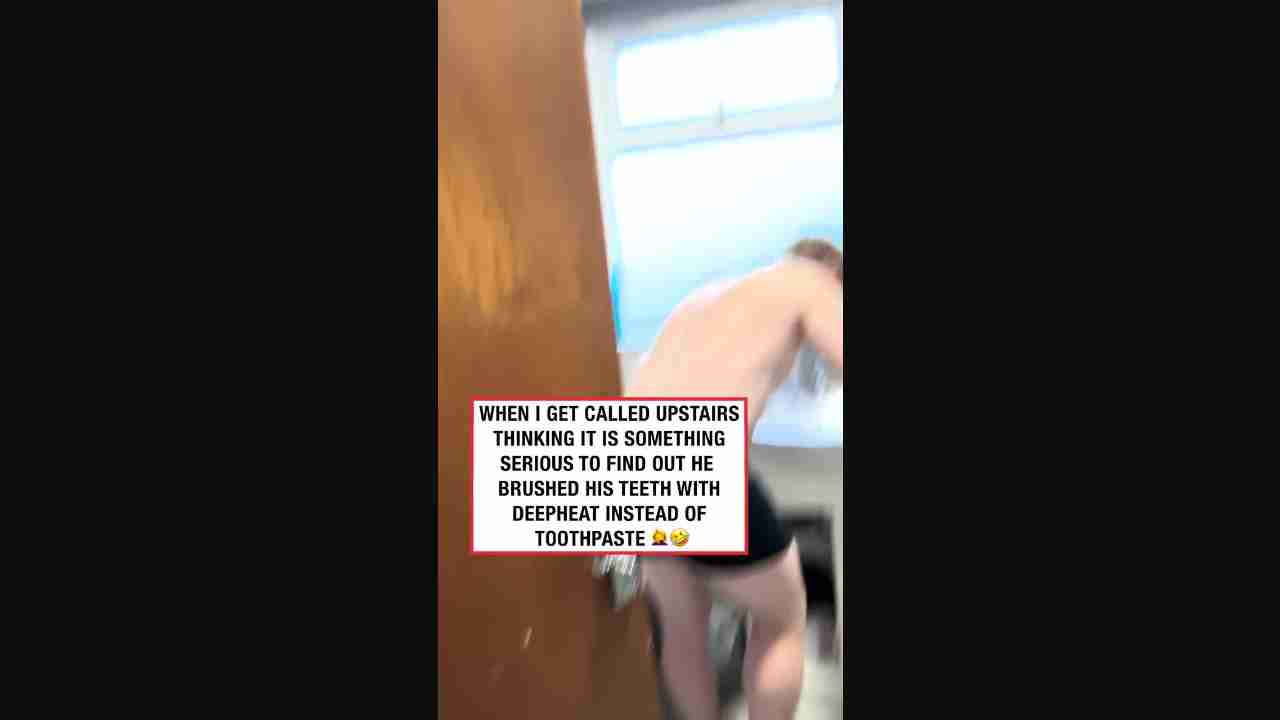 WHEN I GET CALLED UPSTAIRS
THINKING IT IS SOMETHING
SERIOUS TO FIND OUT HE
BRUSHED HIS TEETH WITH
DEEPHEAT INSTEAD OF
TOOTHPASTE 🤦‍♀️🤣